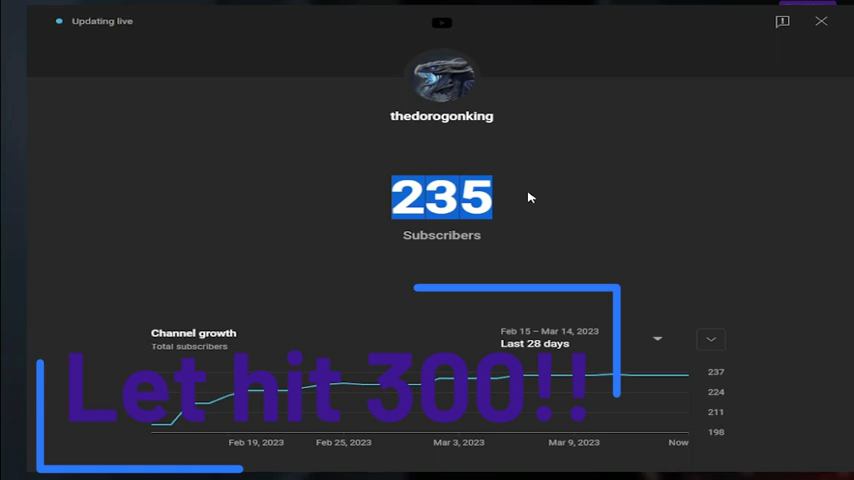 Updating live
thedorogonking
235
Subscribers
Channel growth
Total subscribers
Feb 15 – Mar 14, 2023
Last 28 days
Let hit 300!!
237
224
211
198
Feb 19, 2023
Feb 25, 2023
Mar 3, 2023
Mar 9, 2023
Now